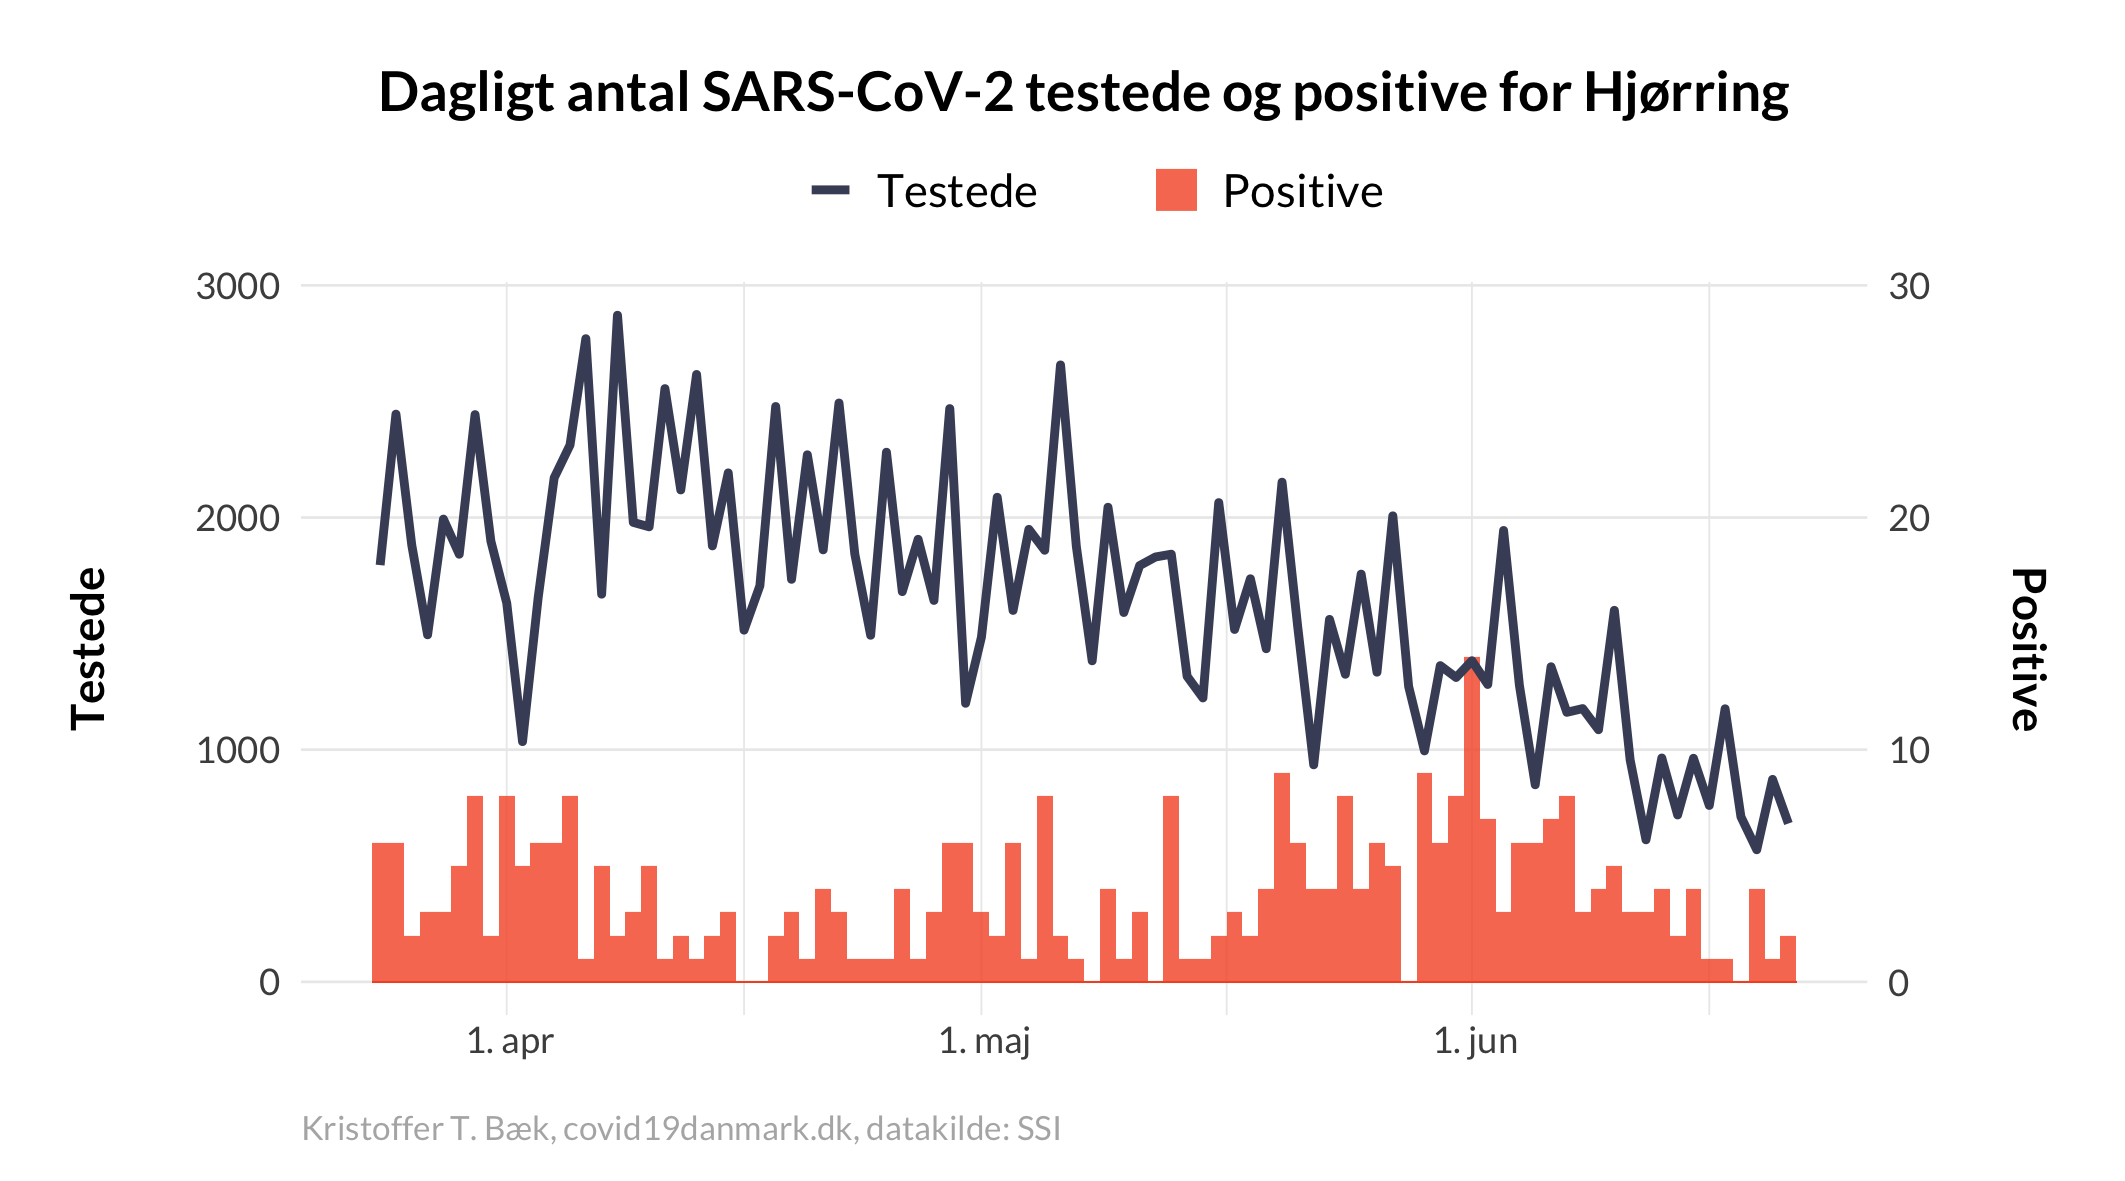 Dagligt antal SARS-CoV-2 testede og positive for Hjørring
Testede
Positive
3000
2000
1000
0
30
20
10
0
Testede
Positive
1. apr
1. maj
1. jun
Kristoffer T. Bæk, covid19danmark.dk, datakilde: SSI